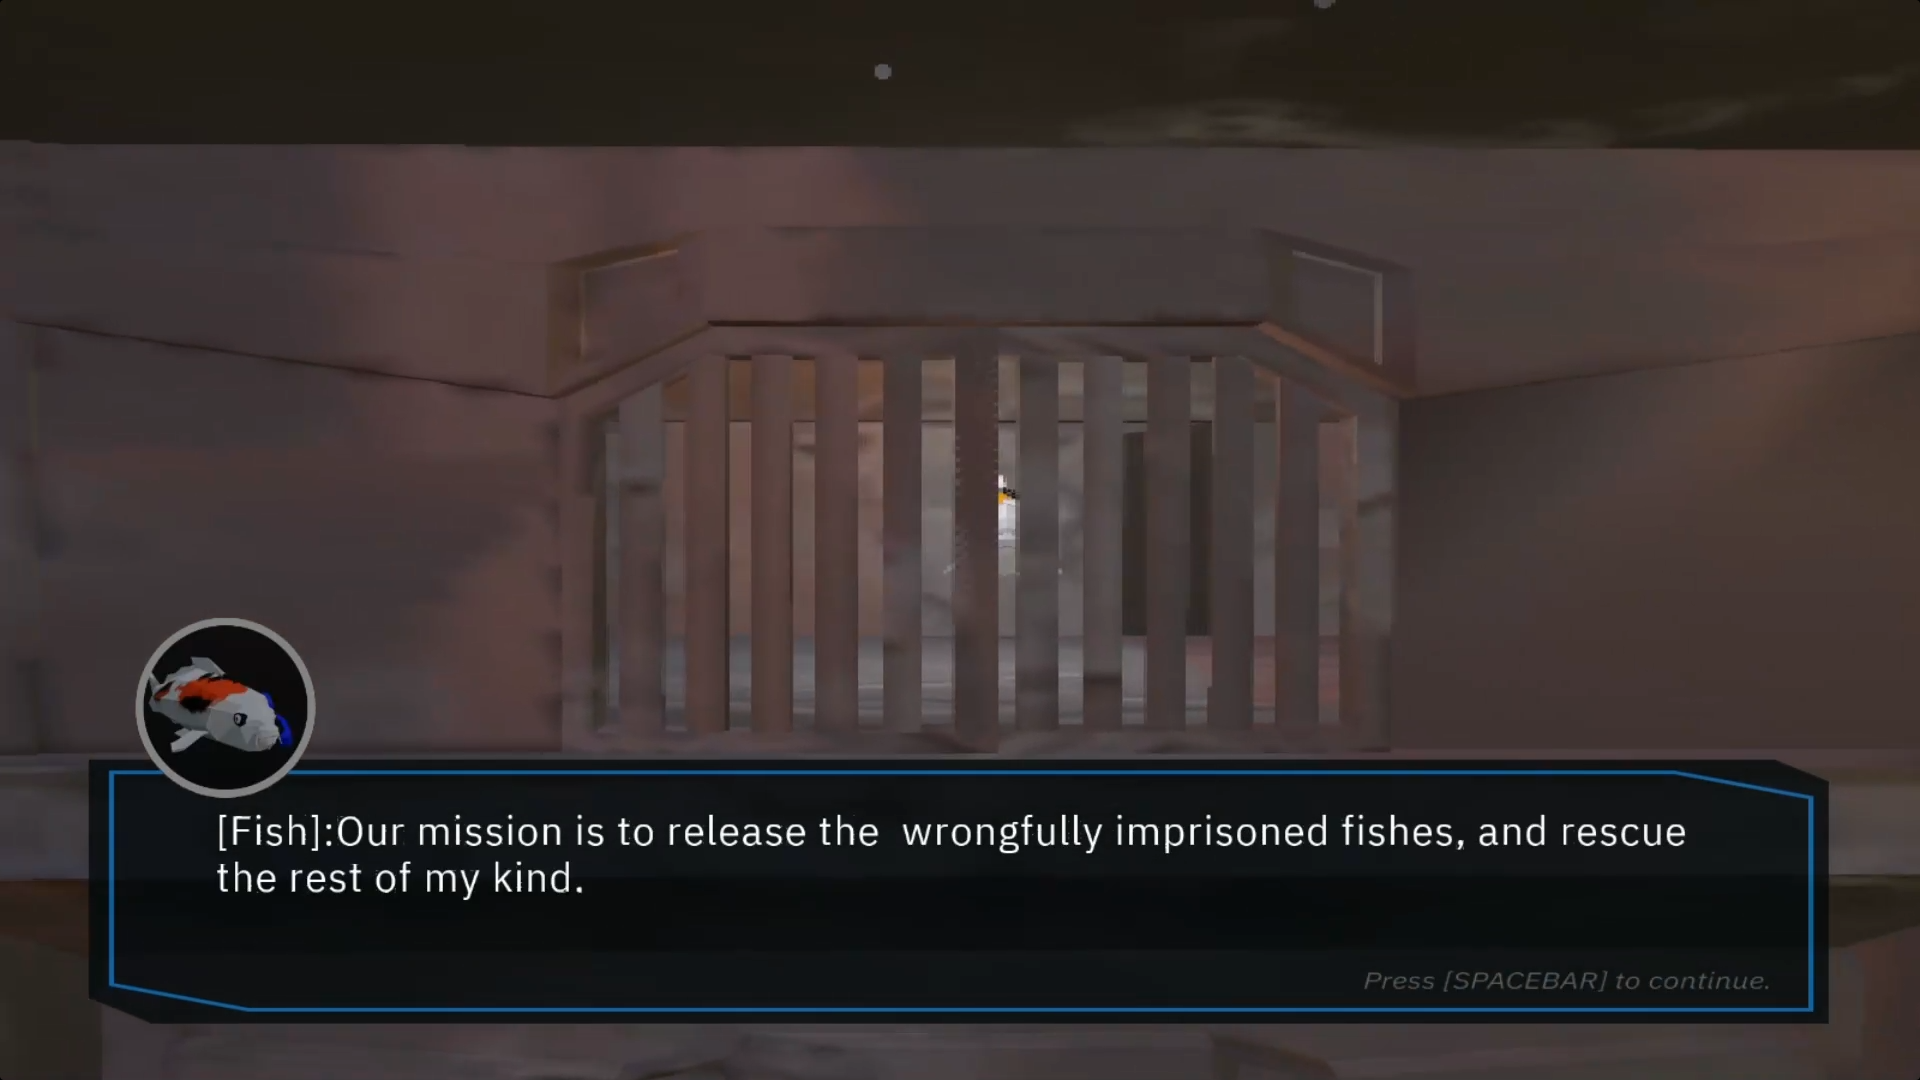 [Fish]:Our mission is to release the  wrongfully imprisoned fishes, and rescue
the rest of my kind.
Press [SPACEBAR] to continue.